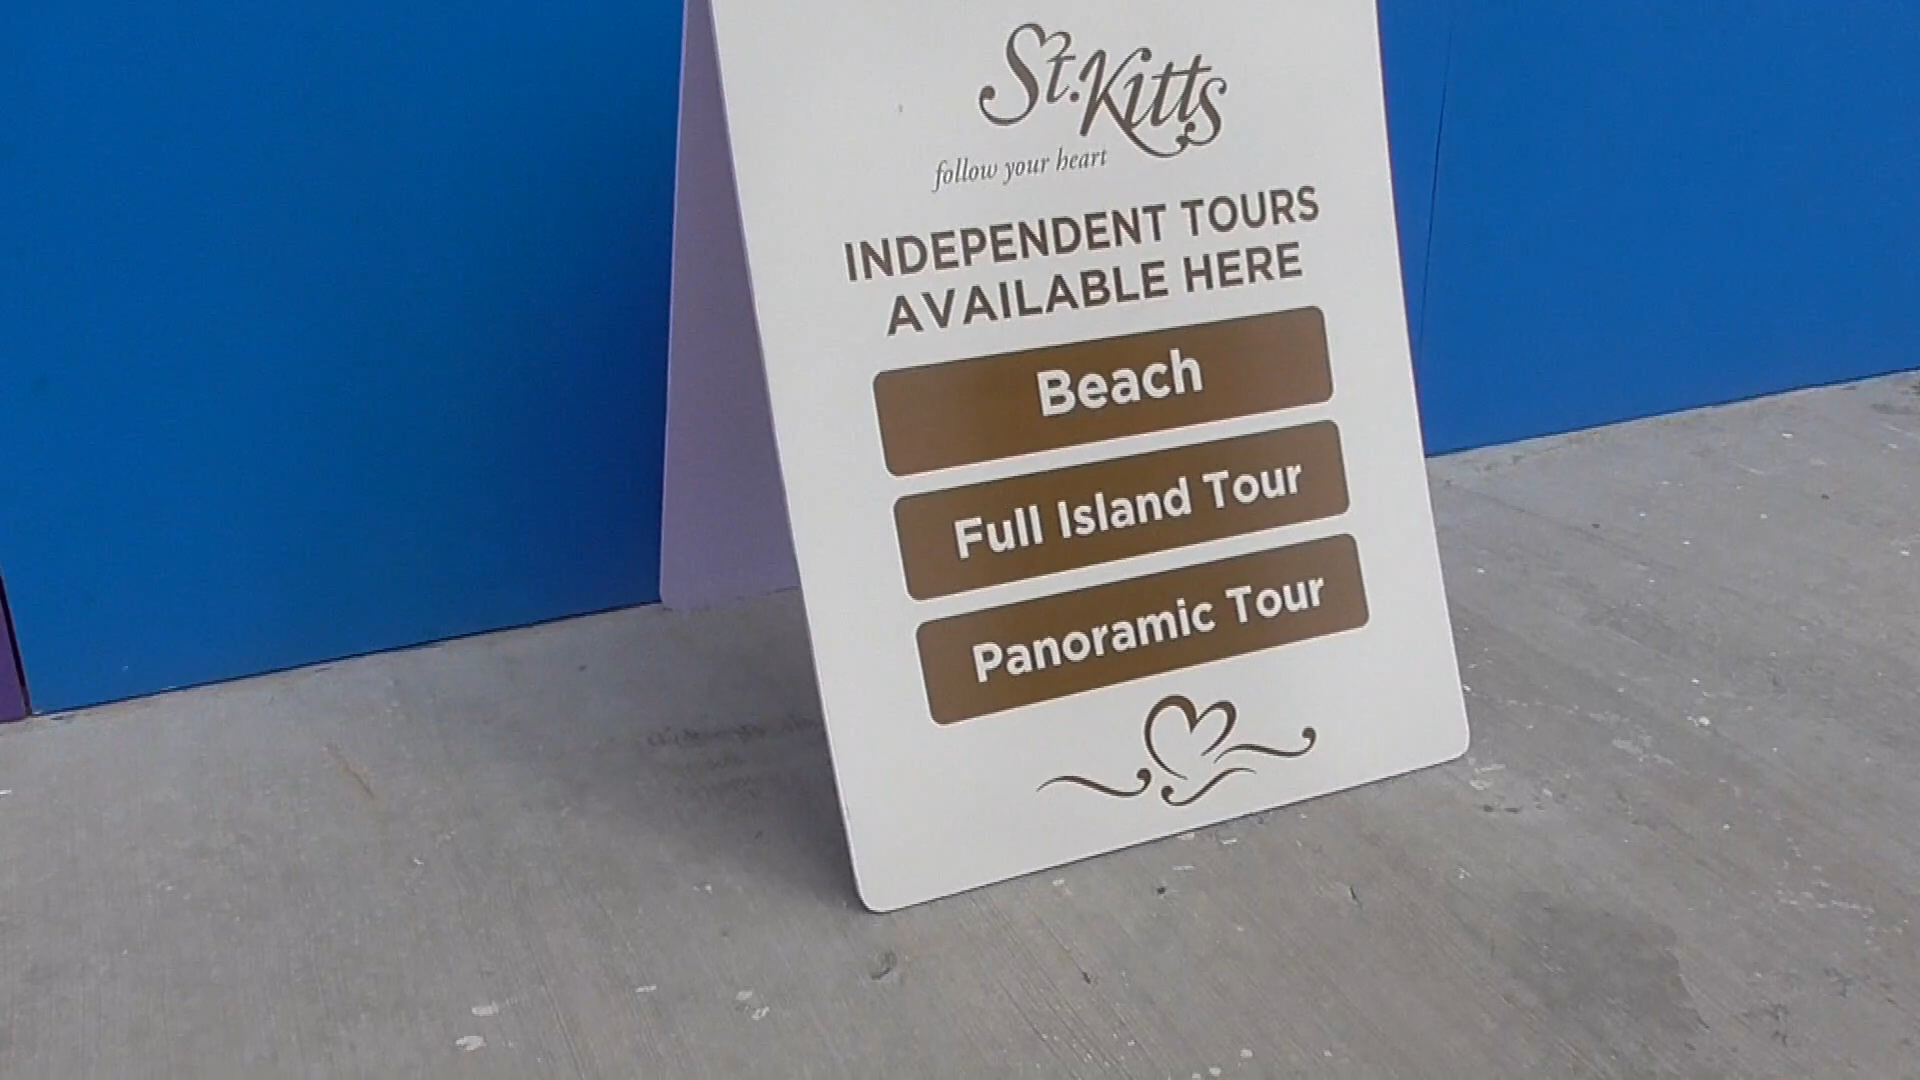 St. Kitts
follow your heart
INDEPENDENT TOURS
AVAILABLE HERE
Beach
Full Island Tour
Panoramic Tour